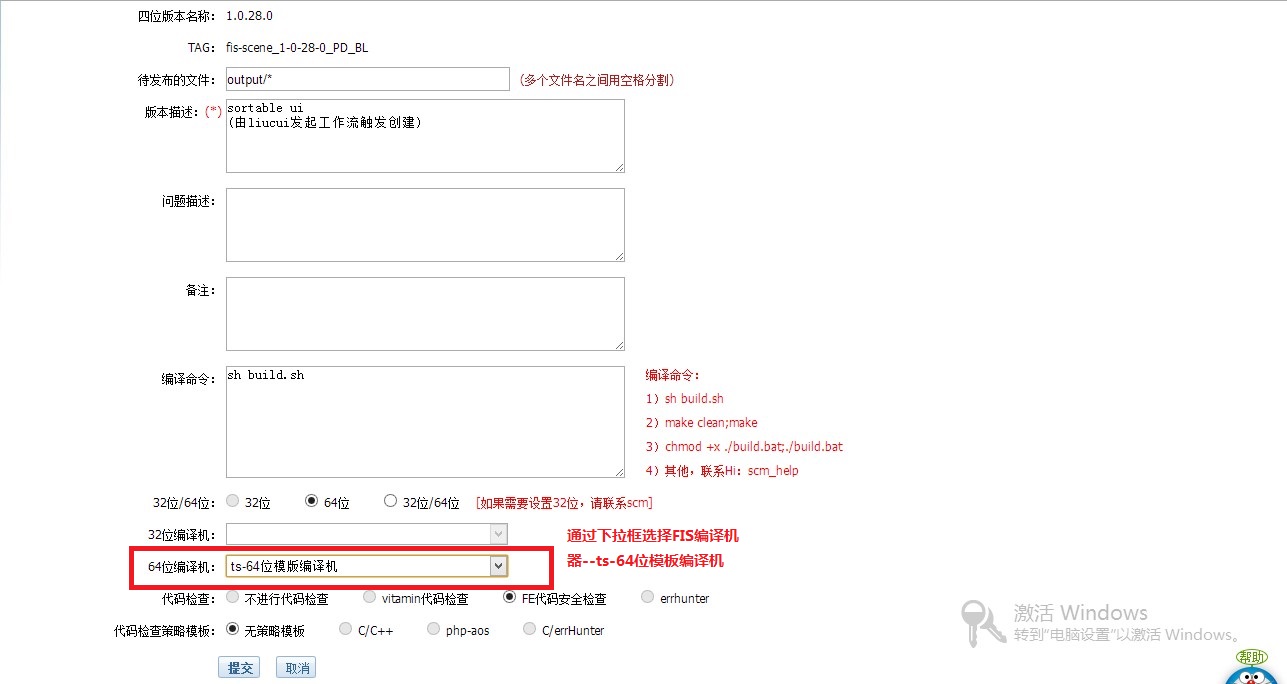 四位版本名称： 1.0.28.0
TAG： fis-scene_1-0-28-0_PD_BL
待发布的文件： output/* （多个文件名之间用空格分割）
版本描述：(*) sortable ui
(由liucui发起工作流触发创建)
问题描述：
备注：
编译命令： sh build.sh
编译命令：
1）sh build.sh
2）make clean;make
3）chmod +x ./build.bat;./build.bat
4）其他，联系Hi：scm_help
32位/64位： 32位 64位 32位/64位 [如果需要设置32位，请联系scm]
32位编译机：
通过下拉框选择FIS编译机
器--ts-64位模板编译机
64位编译机： ts-64位模版编译机
代码检查： 不进行代码检查 vitamin代码检查 FE代码安全检查 errhunter
代码检查策略模板： 无策略模板 C/C++ php-aos C/errHunter
提交 取消
激活 Windows
转到"电脑设置"以激活 Windows。
帮助